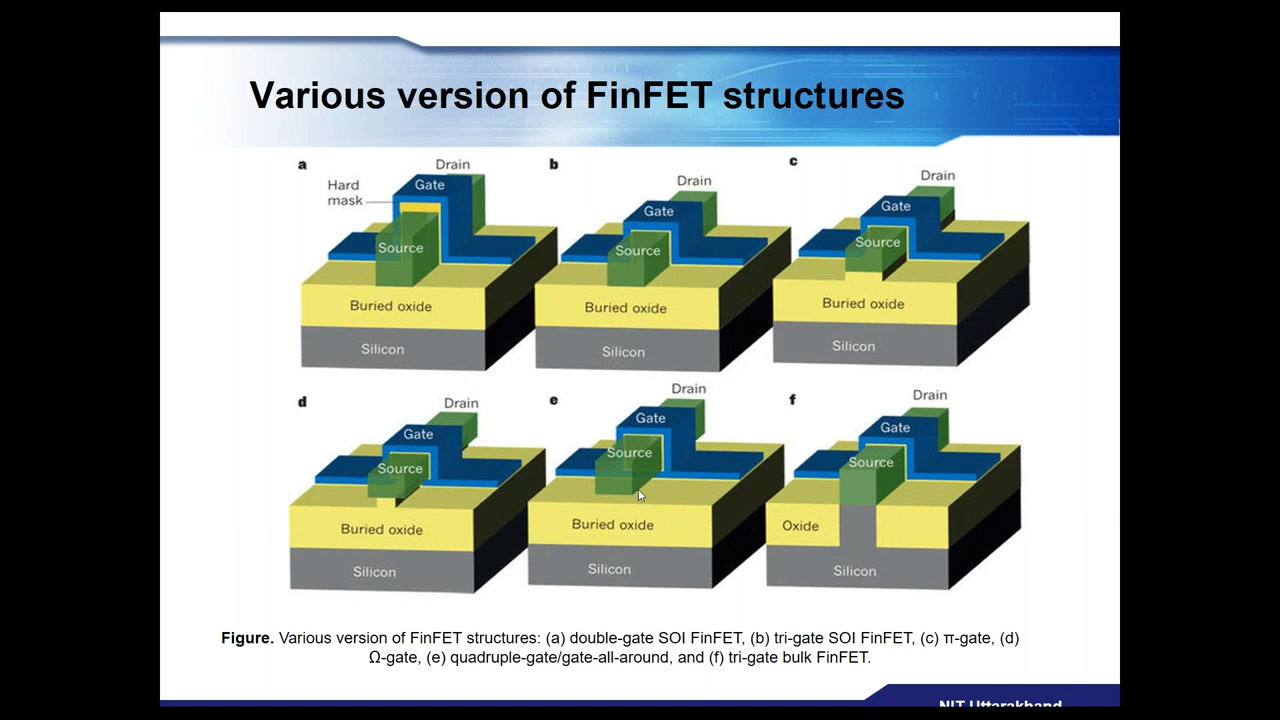 Various version of FinFET structures
a
Drain
Hard
mask
Gate
Source
Buried oxide
Silicon
b
Drain
Gate
Source
Buried oxide
Silicon
c
Drain
Gate
Source
Buried oxide
Silicon
d
Drain
Gate
Source
Buried oxide
Silicon
e
Drain
Gate
Source
Buried oxide
Silicon
f
Drain
Gate
Source
Oxide
Silicon
Figure. Various version of FinFET structures: (a) double-gate SOI FinFET, (b) tri-gate SOI FinFET, (c) π-gate, (d)
Ω-gate, (e) quadruple-gate/gate-all-around, and (f) tri-gate bulk FinFET.
NIT Uttarakhand